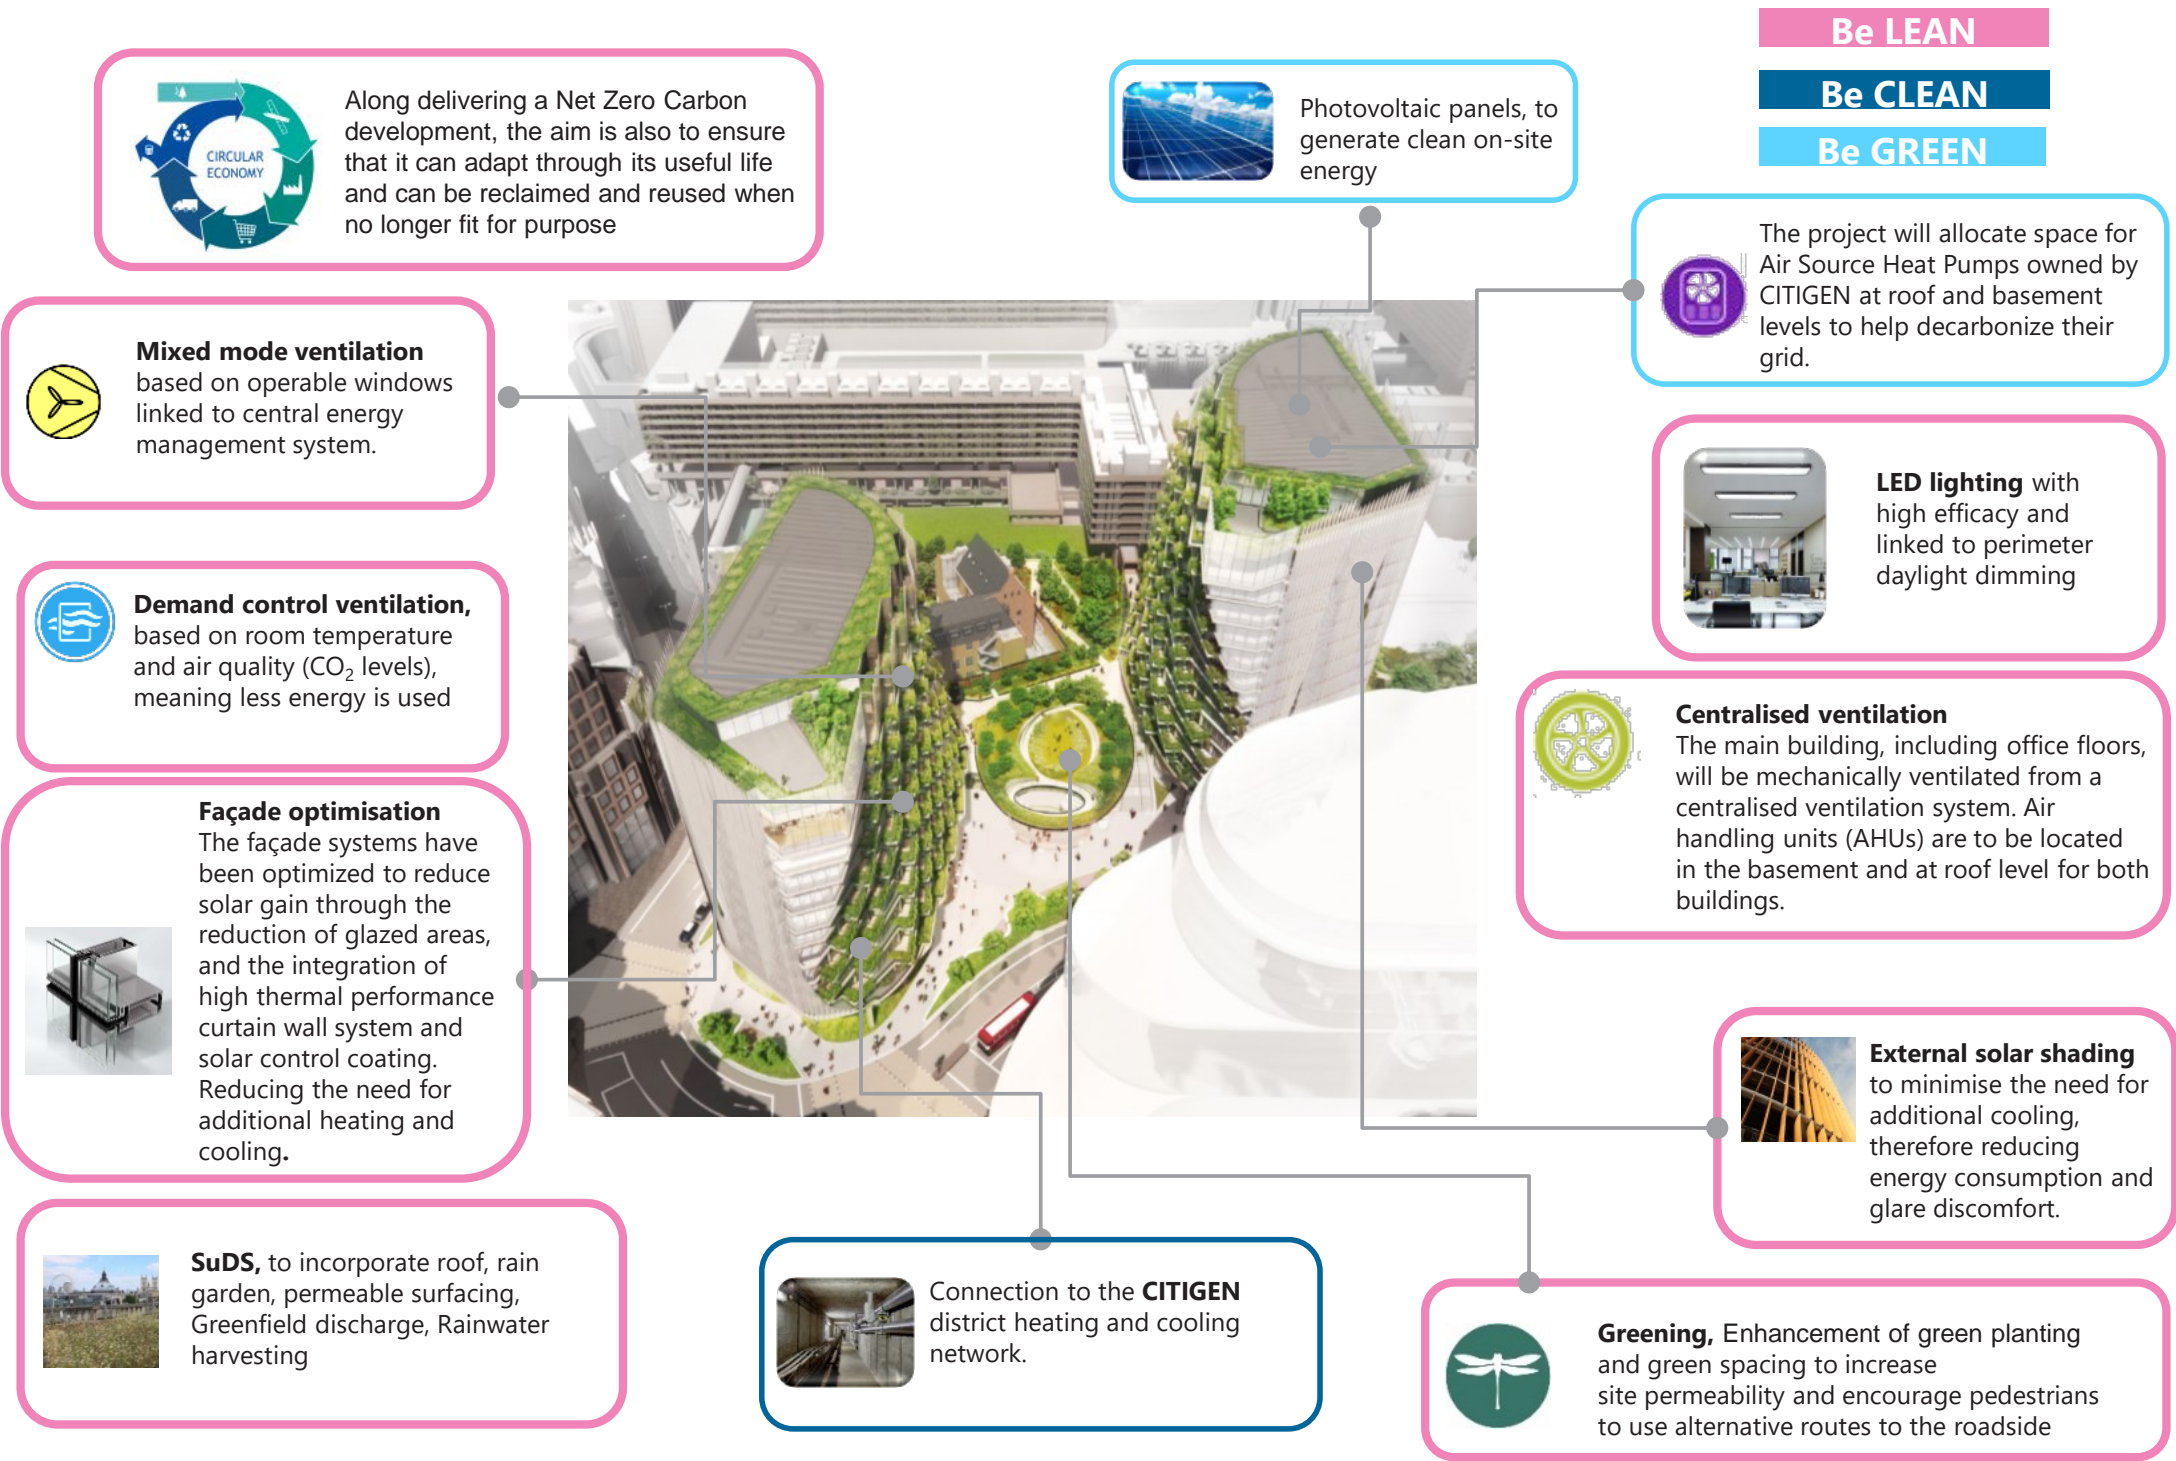 Be LEAN
Be CLEAN
Be GREEN
CIRCULAR
ECONOMY
Along delivering a Net Zero Carbon
development, the aim is also to ensure
that it can adapt through its useful life
and can be reclaimed and reused when
no longer fit for purpose
Photovoltaic panels, to
generate clean on-site
energy
The project will allocate space for
Air Source Heat Pumps owned by
CITIGEN at roof and basement
levels to help decarbonize their
grid.
Mixed mode ventilation
based on operable windows
linked to central energy
management system.
LED lighting with
high efficacy and
linked to perimeter
daylight dimming
Demand control ventilation,
based on room temperature
and air quality (CO₂ levels),
meaning less energy is used
Centralised ventilation
The main building, including office floors,
will be mechanically ventilated from a
centralised ventilation system. Air
handling units (AHUs) are to be located
in the basement and at roof level for both
buildings.
Façade optimisation
The façade systems have
been optimized to reduce
solar gain through the
reduction of glazed areas,
and the integration of
high thermal performance
curtain wall system and
solar control coating.
Reducing the need for
additional heating and
cooling.
External solar shading
to minimise the need for
additional cooling,
therefore reducing
energy consumption and
glare discomfort.
SuDS, to incorporate roof, rain
garden, permeable surfacing,
Greenfield discharge, Rainwater
harvesting
Connection to the CITIGEN
district heating and cooling
network.
Greening, Enhancement of green planting
and green spacing to increase
site permeability and encourage pedestrians
to use alternative routes to the roadside